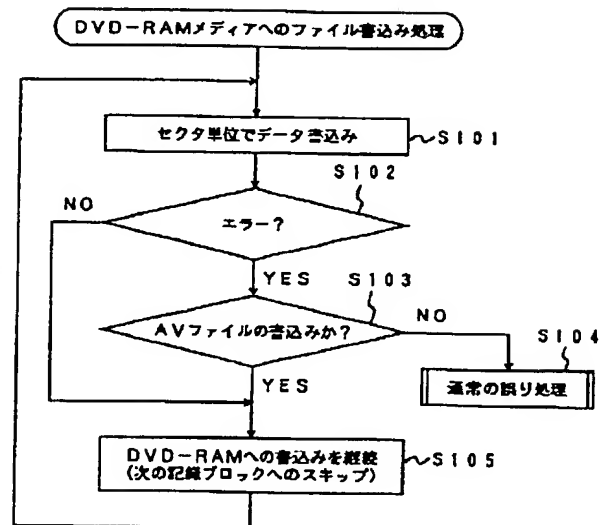 DVD-RAMメディアへのファイル書込み処理
セクタ単位でデータ書込み
S101
S102
NO
エラー?
YES
S103
AVファイルの書込みか?
NO
S104
通常の誤り処理
YES
DVD-RAMへの書込みを継続
(次の記録ブロックへのスキップ)
S105